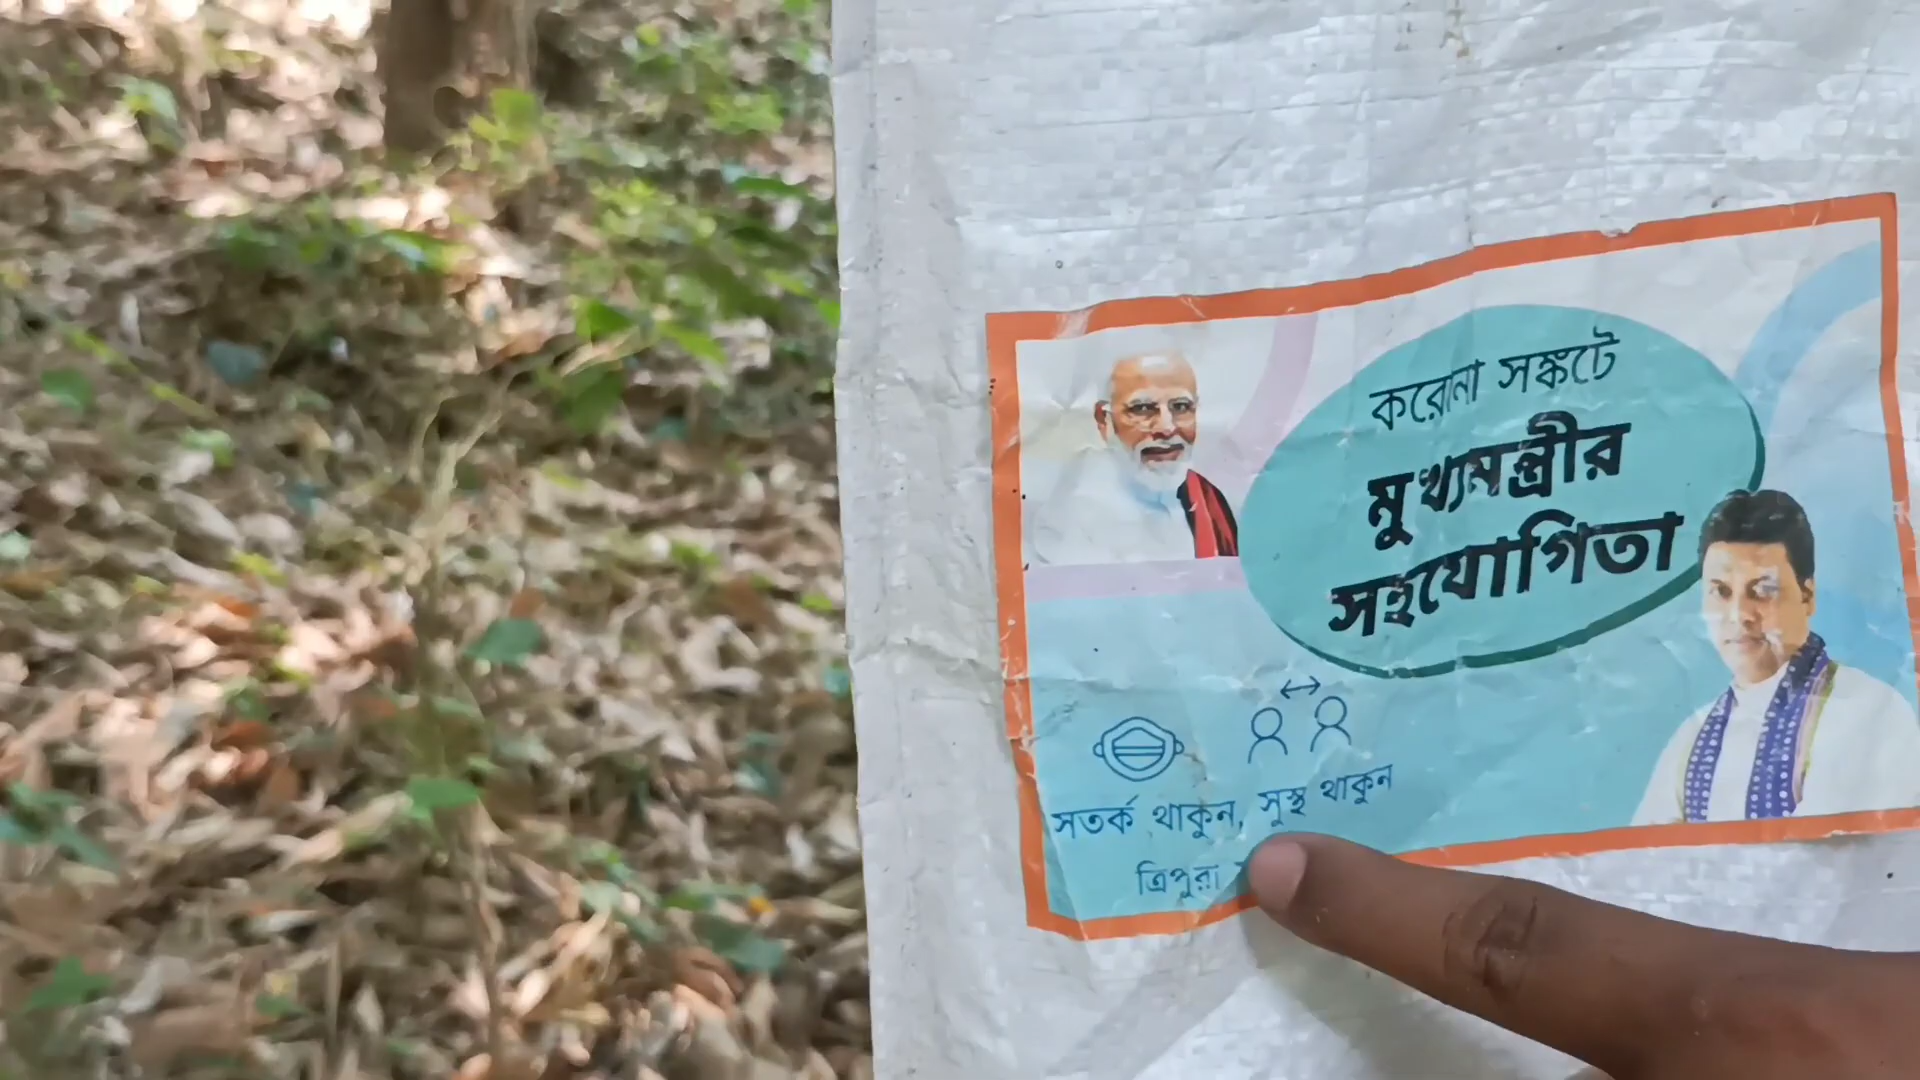 করোনা সঙ্কটে
মুখ্যমন্ত্রীর
সহযোগিতা
সতর্ক থাকুন, সুস্থ থাকুন
ত্রিপুরা